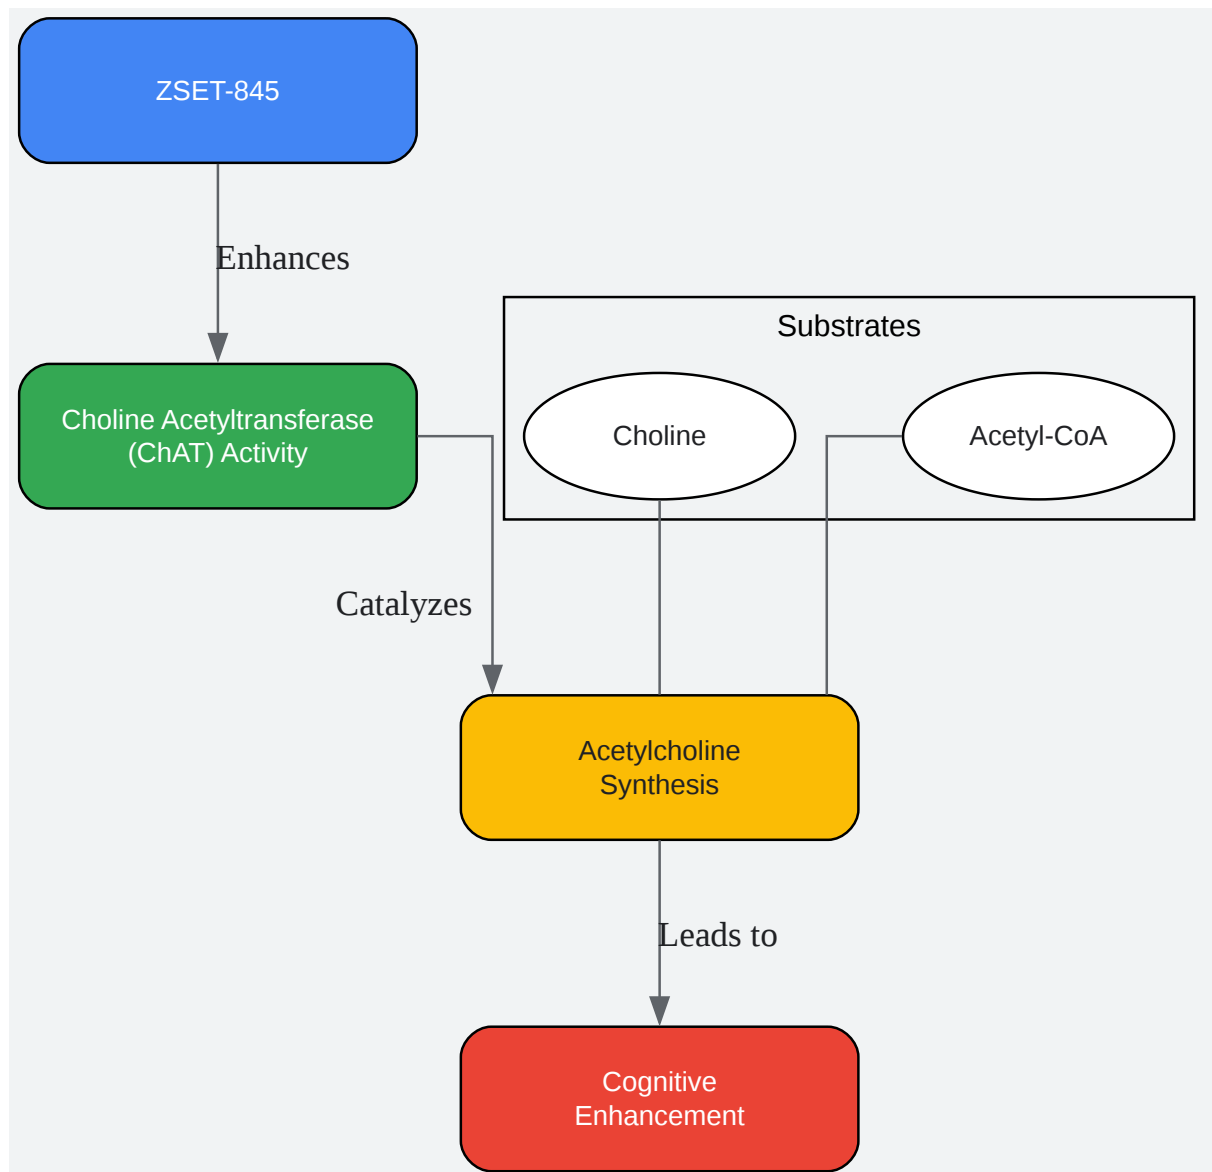 ZSET-845
Enhances
Substrates
Choline Acetyltransferase
(ChAT) Activity
Choline
Acetyl-CoA
Catalyzes
Acetylcholine
Synthesis
Leads to
Cognitive
Enhancement